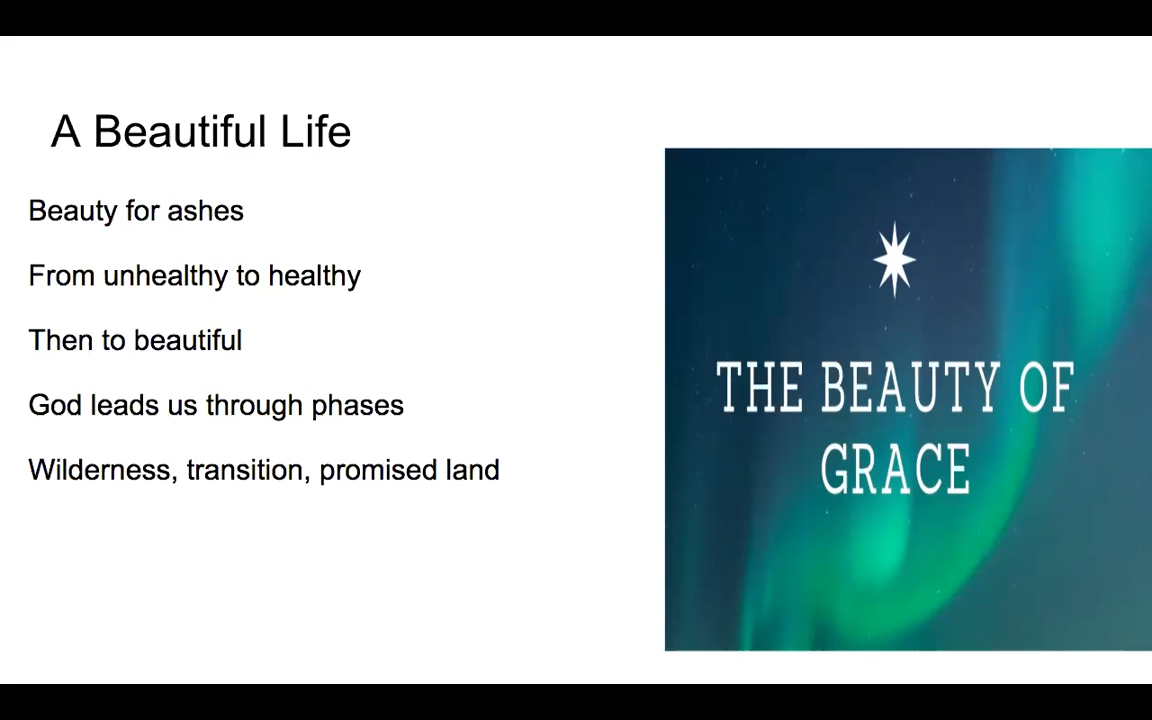 A Beautiful Life
Beauty for ashes
From unhealthy to healthy
Then to beautiful
God leads us through phases
Wilderness, transition, promised land
THE BEAUTY OF
GRACE